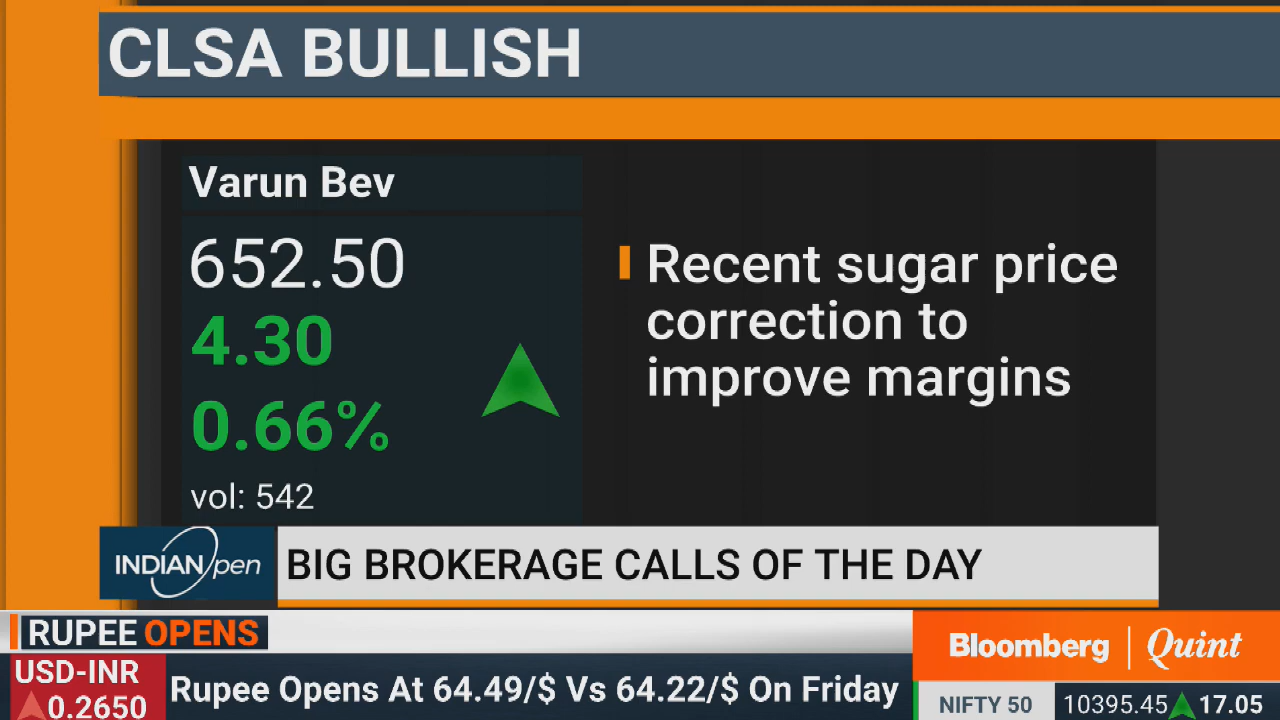 CLSA BULLISH
Varun Bev
652.50
4.30
0.66%
vol: 542
Recent sugar price
correction to
improve margins
INDIAN Open
BIG BROKERAGE CALLS OF THE DAY
RUPEE OPENS
USD-INR
0.2650
Rupee Opens At 64.49/$ Vs 64.22/$ On Friday
Bloomberg | Quint
NIFTY 50 10395.45 17.05